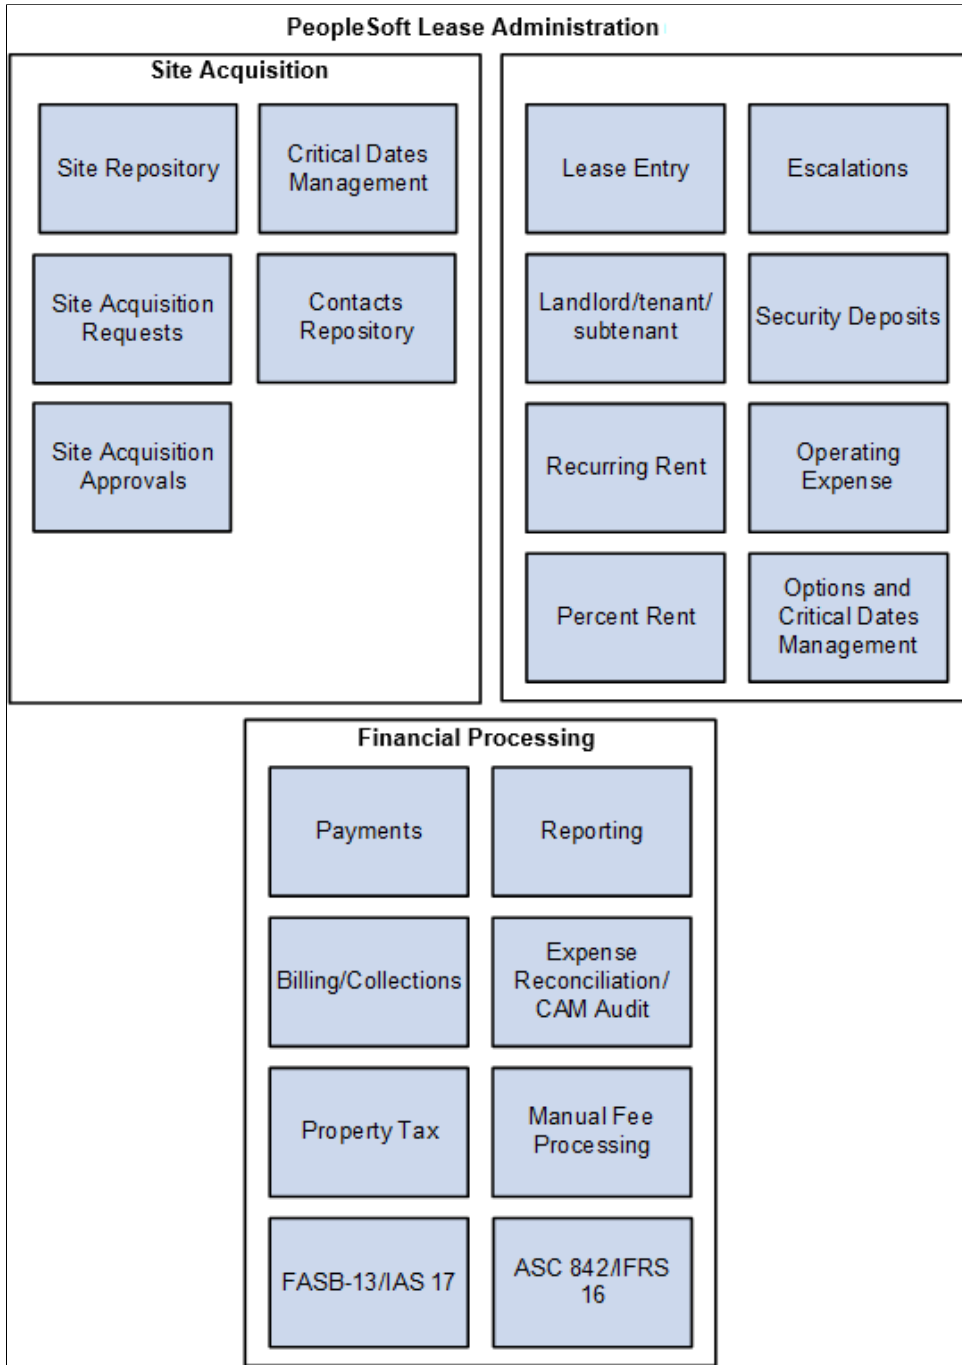 PeopleSoft Lease Administration
Site Acquisition
Site Repository
Critical Dates
Management
Site Acquisition
Requests
Contacts
Repository
Site Acquisition
Approvals
Lease Entry
Escalations
Landlord/tenant/
subtenant
Security Deposits
Recurring Rent
Operating
Expense
Percent Rent
Options and
Critical Dates
Management
Financial Processing
Payments
Reporting
Billing/Collections
Expense
Reconciliation/
CAM Audit
Property Tax
Manual Fee
Processing
FASB-13/IAS 17
ASC 842/IFRS
16